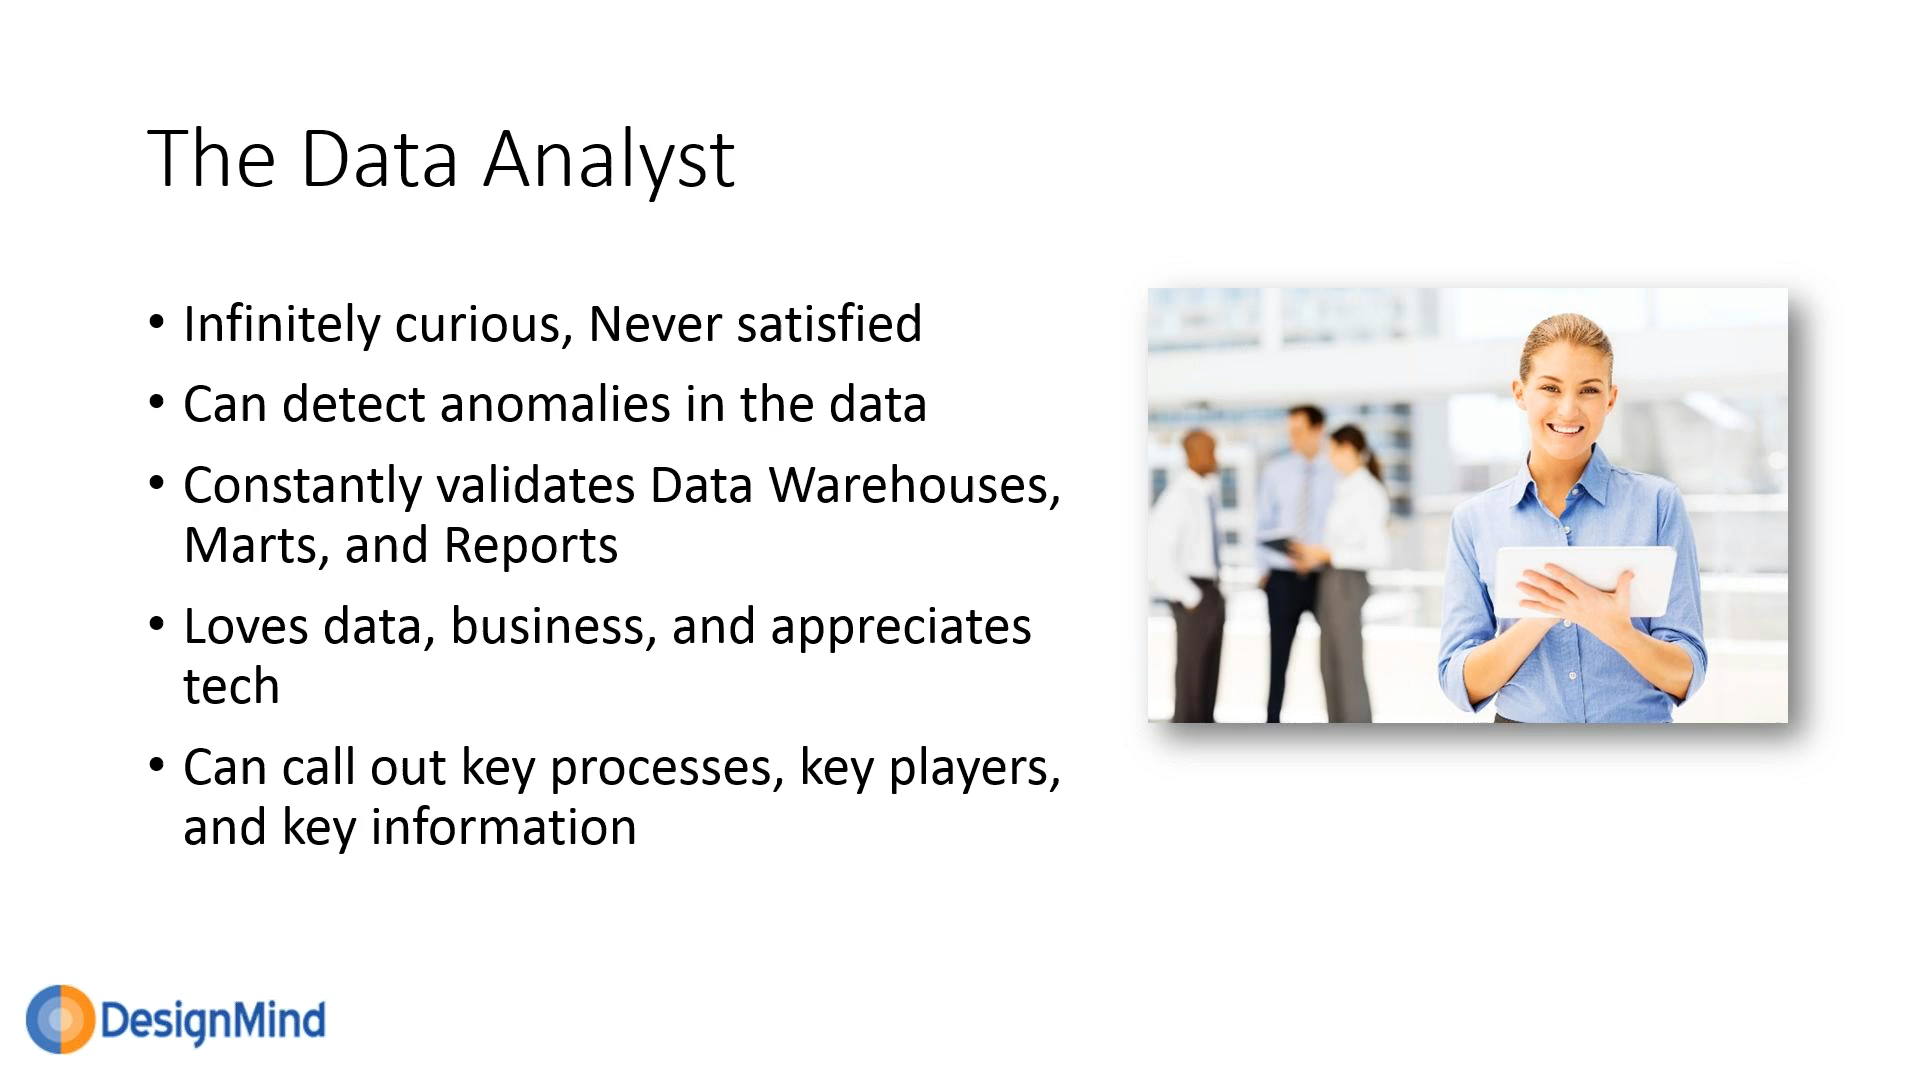 The Data Analyst
• Infinitely curious, Never satisfied
• Can detect anomalies in the data
• Constantly validates Data Warehouses,
Marts, and Reports
• Loves data, business, and appreciates
tech
• Can call out key processes, key players,
and key information
DesignMind